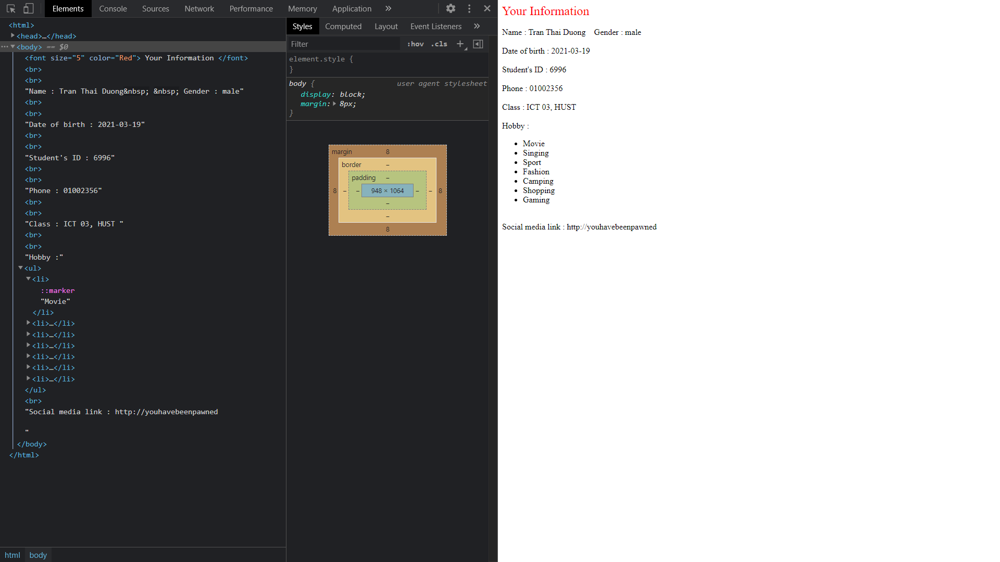 Elements Console Sources Network Performance Memory Application »
<html>
<head>…</head>
<body> == $0
<font size="5" color="Red"> Your Information </font>
<br>
<br>
"Name : Tran Thai Duong&nbsp; &nbsp; Gender : male"
<br>
<br>
"Date of birth : 2021-03-19"
<br>
<br>
"Student's ID : 6996"
<br>
<br>
"Phone : 01002356"
<br>
<br>
"Class : ICT 03, HUST "
<br>
<br>
"Hobby :"
<ul>
<li>
::marker
"Movie"
</li>
<li>…</li>
<li>…</li>
<li>…</li>
<li>…</li>
<li>…</li>
<li>…</li>
</ul>
<br>
"Social media link : http://youhavebeenpawned
"
</body>
</html>
html body
Styles Computed Layout Event Listeners »
Filter :hov .cls +
element.style {
}
body { user agent stylesheet
display: block;
margin: 8px;
}
margin 8
border –
padding –
8 – – 948 × 1064 – – 8
–
–
8
Your Information
Name : Tran Thai Duong Gender : male
Date of birth : 2021-03-19
Student's ID : 6996
Phone : 01002356
Class : ICT 03, HUST
Hobby :
• Movie
• Singing
• Sport
• Fashion
• Camping
• Shopping
• Gaming
Social media link : http://youhavebeenpawned